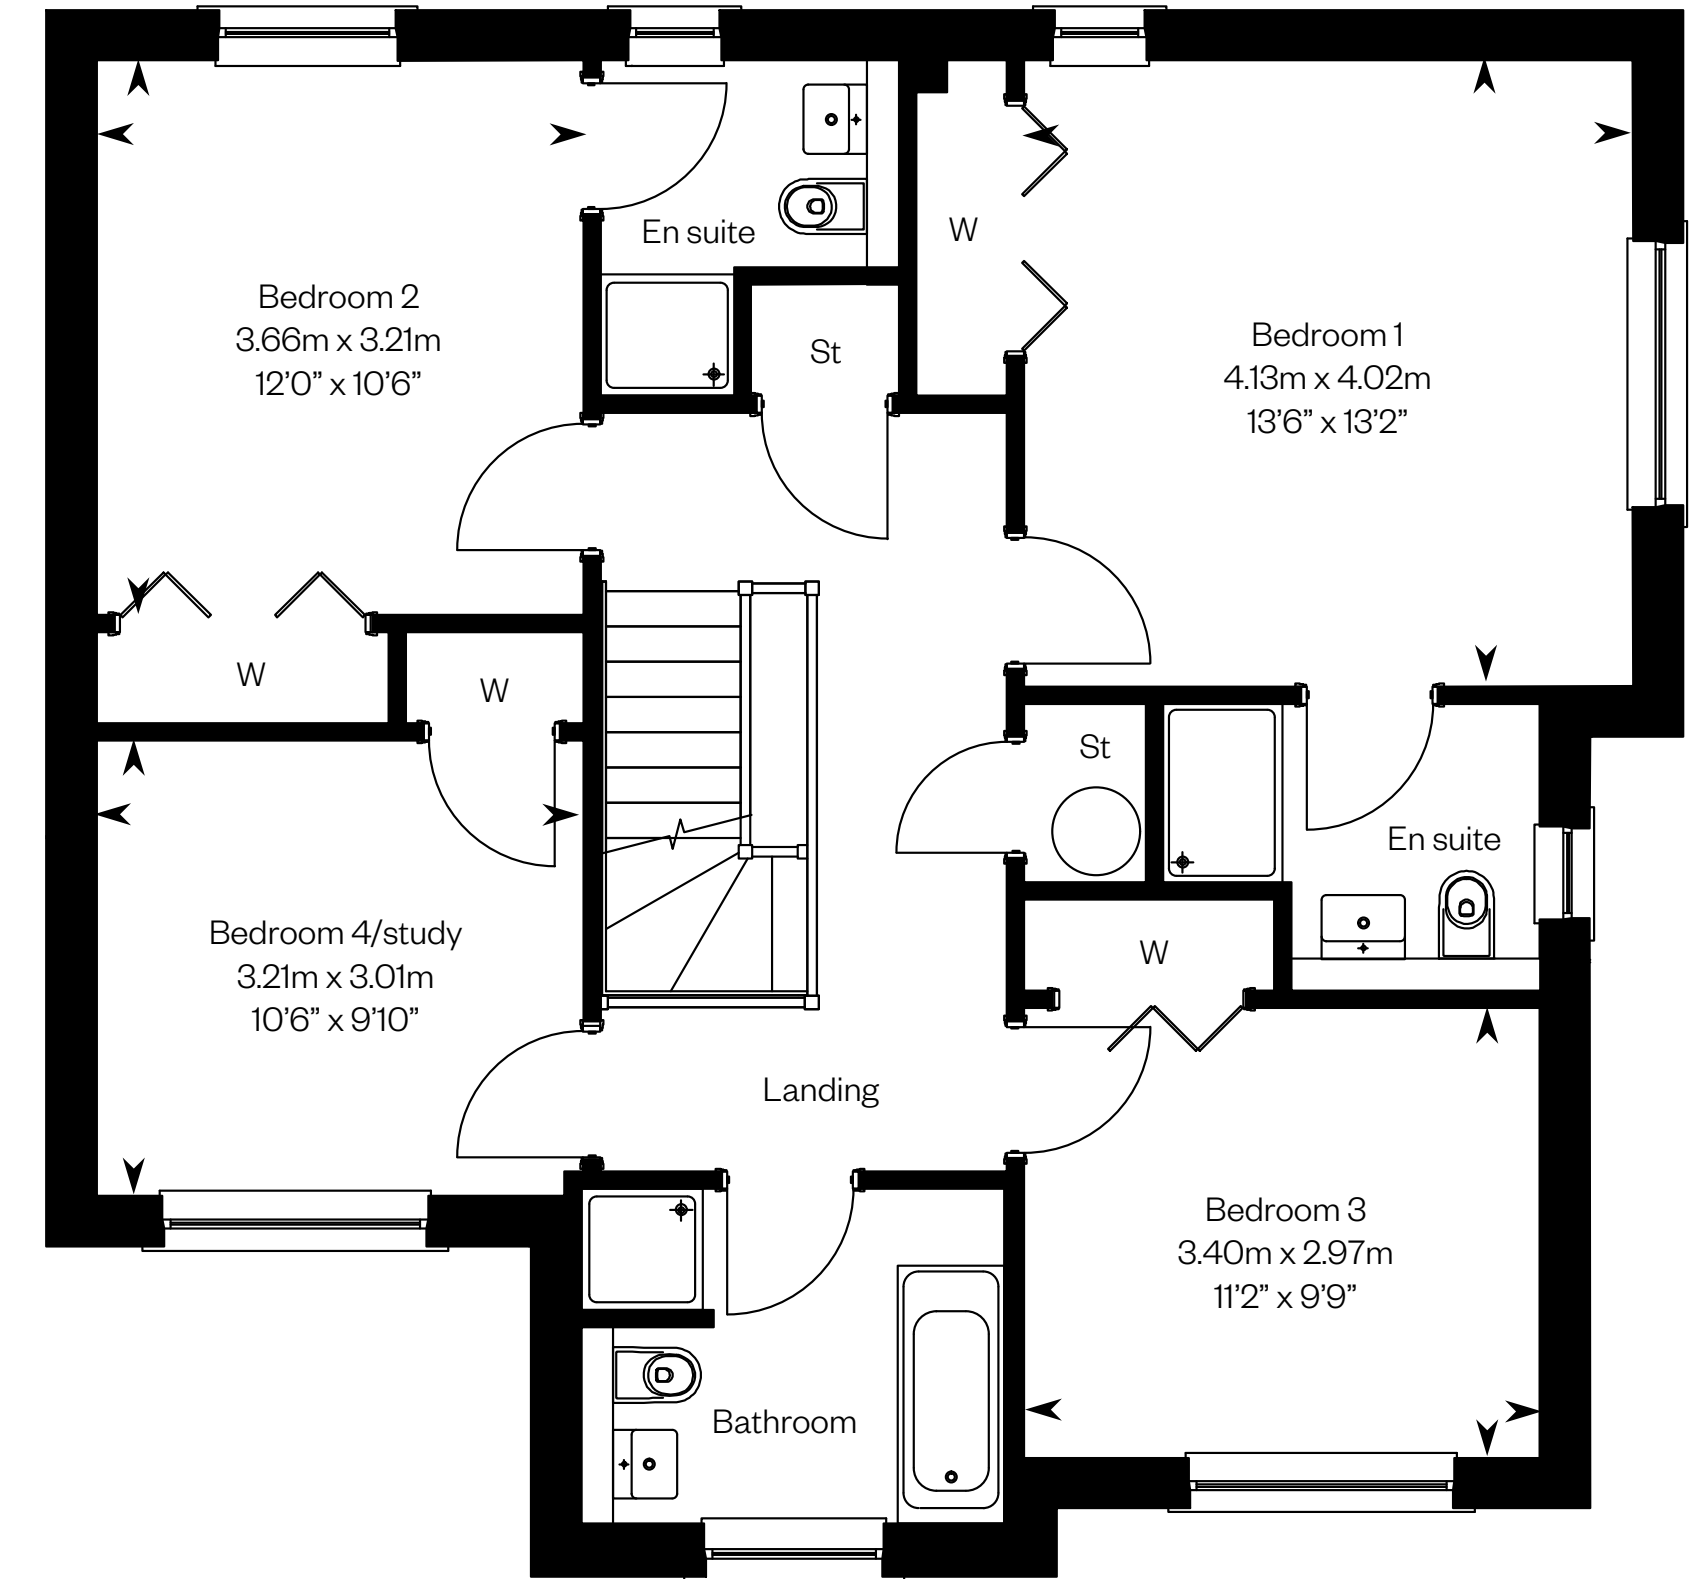 En suite
W
Bedroom 2
3.66m x 3.21m
12’0” x 10’6”
St
Bedroom 1
4.13m x 4.02m
13’6” x 13’2”
W
W
St
En suite
Bedroom 4/study
3.21m x 3.01m
10’6” x 9’10”
W
Landing
Bedroom 3
3.40m x 2.97m
11’2” x 9’9”
Bathroom